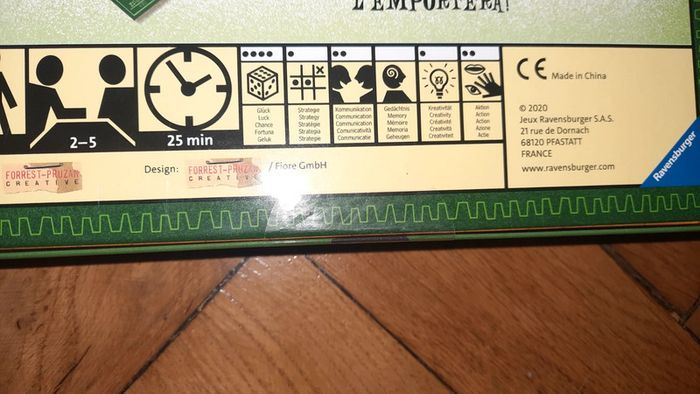 L'EMPORTERA!
2–5
25 min
Glück
Luck
Chance
Fortuna
Geluk
Strategie
Strategy
Stratégie
Strategia
Strategie
Kommunikation
Communication
Communication
Comunicatività
Communicatie
Gedächtnis
Memory
Mémoire
Memoria
Geheugen
Kreativität
Creativity
Créativité
Creatività
Creativiteit
Aktion
Action
Action
Azione
Actie
CE Made in China
© 2020
Jeux Ravensburger S.A.S.
21 rue de Dornach
68120 PFASTATT
FRANCE
www.ravensburger.com
Ravensburger
FORREST-PRUZAN
CREATIVE
Design: FORREST-PRUZAN
CREATIVE
/ Fiore GmbH